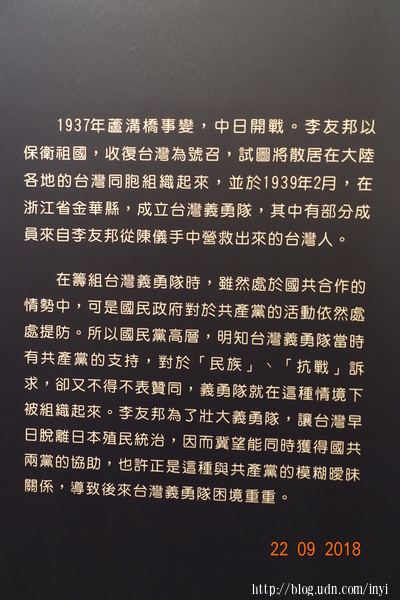 1937年蘆溝橋事變，中日開戰。李友邦以
保衛祖國，收復台灣為號召，試圖將散居在大陸
各地的台灣同胞組織起來，並於1939年2月，在
浙江省金華縣，成立台灣義勇隊，其中有部分成
員來自李友邦從陳儀手中營救出來的台灣人。
在籌組台灣義勇隊時，雖然處於國共合作的
情勢中，可是國民政府對於共產黨的活動依然處
處提防。所以國民黨高層，明知台灣義勇隊當時
有共產黨的支持，對於「民族」、「抗戰」訴
求，卻又不得不表贊同，義勇隊就在這種情境下
被組織起來。李友邦為了壯大義勇隊，讓台灣早
日脫離日本殖民統治，因而冀望能同時獲得國共
兩黨的協助，也許正是這種與共產黨的模糊曖昧
關係，導致後來台灣義勇隊困境重重。
22 09 2018
http://blog.udn.com/inyi